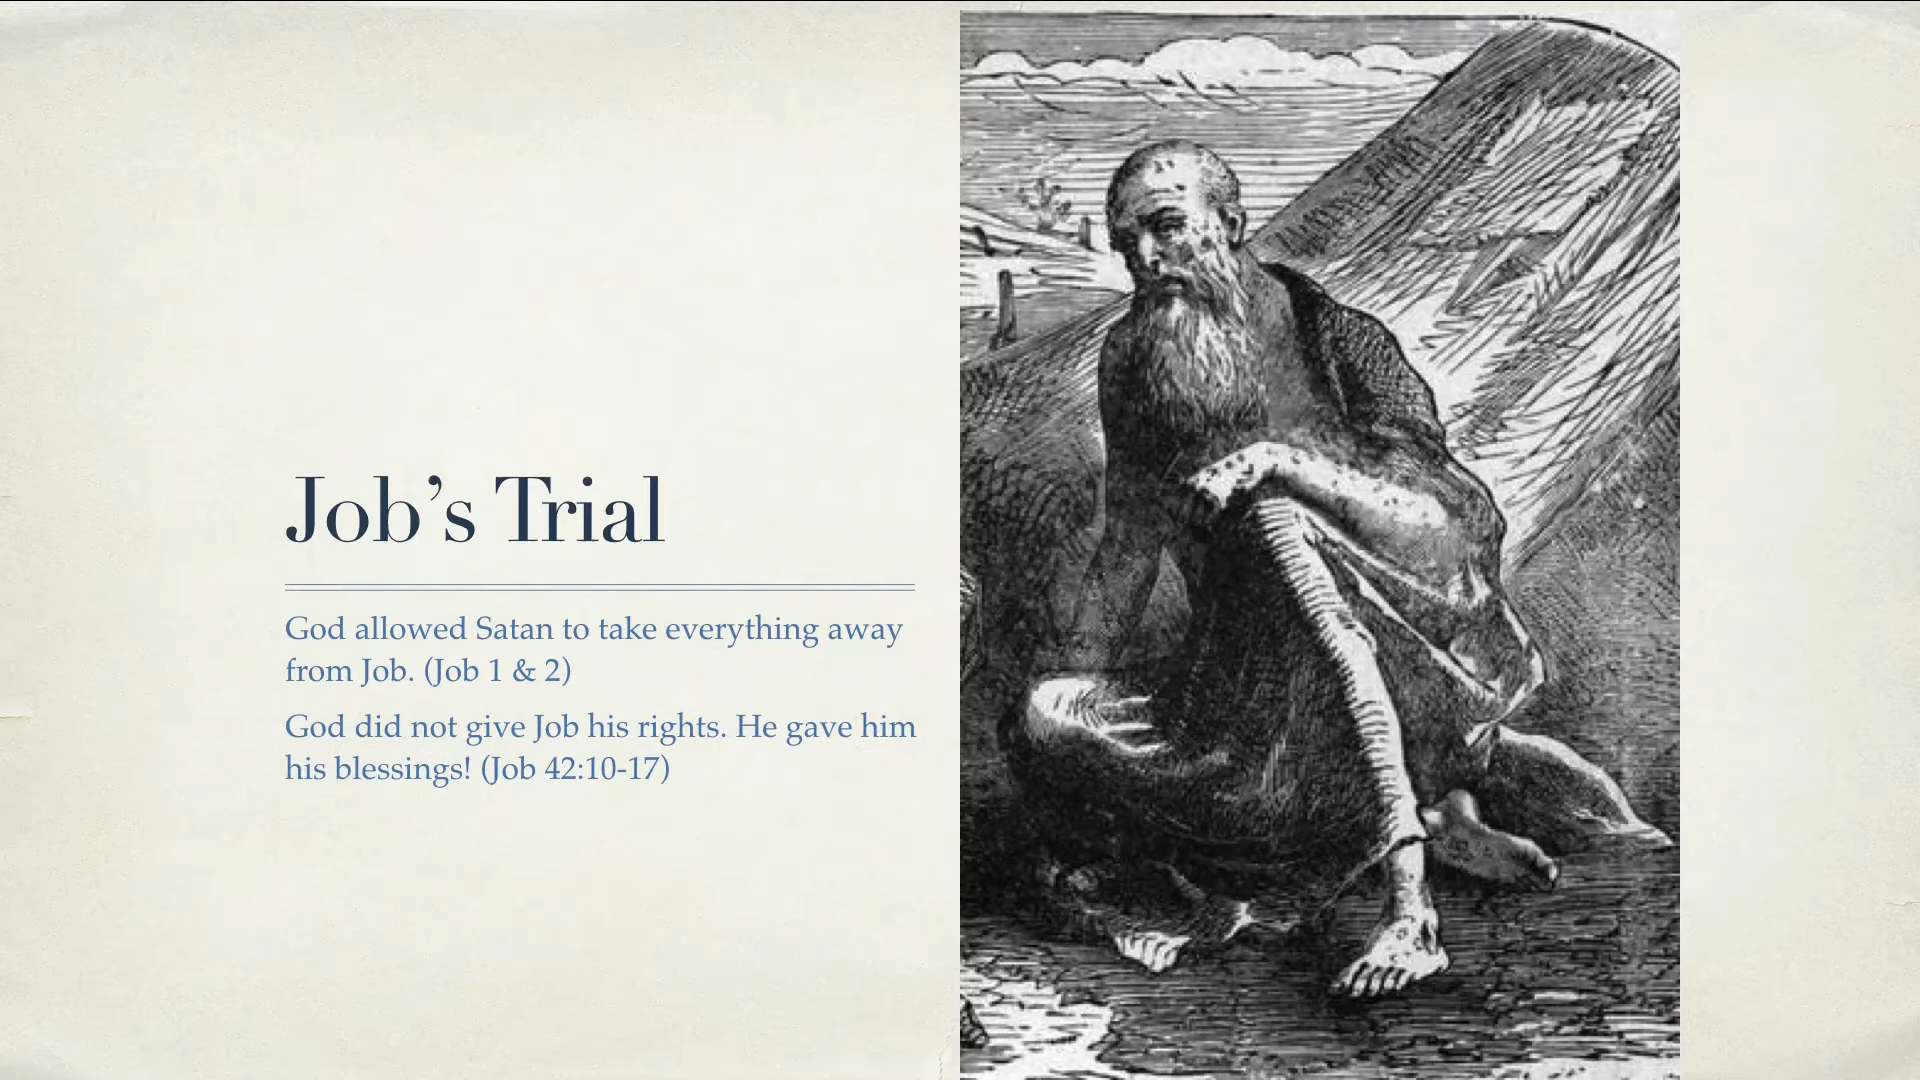 Job’s Trial
God allowed Satan to take everything away
from Job. (Job 1 & 2)
God did not give Job his rights. He gave him
his blessings! (Job 42:10-17)